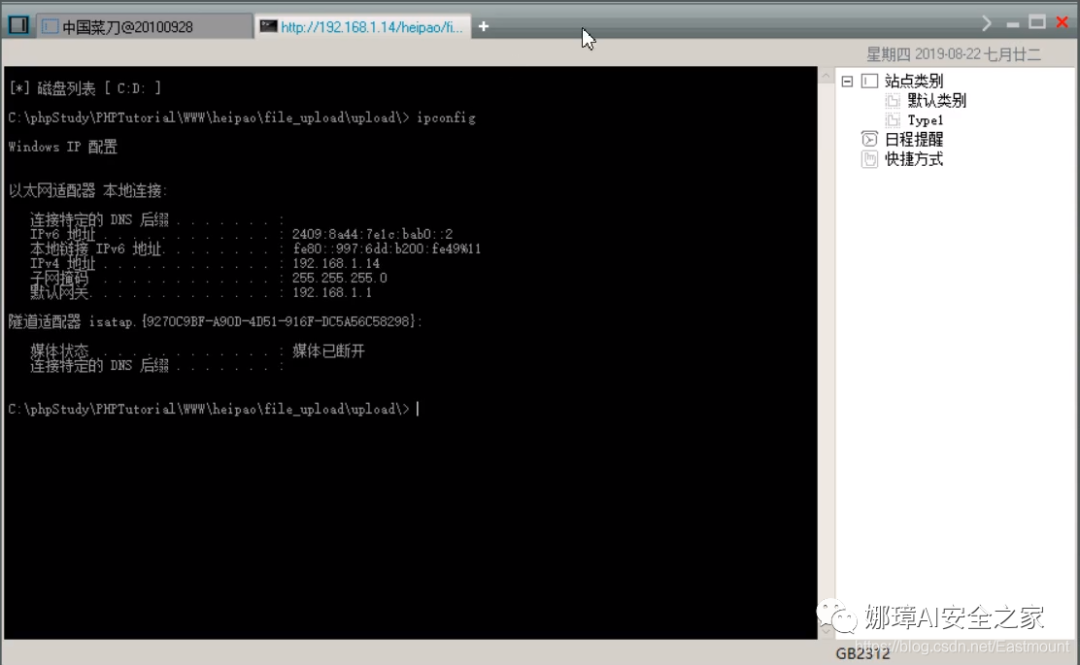 中国菜刀@20100928 http://192.168.1.14/heipao/fi...
星期四 2019-08-22 七月廿二
[*] 磁盘列表 [ C:D: ]
C:\phpStudy\PHPTutorial\WWW\heipao\file_upload\upload\> ipconfig
Windows IP 配置
以太网适配器 本地连接:
连接特定的 DNS 后缀 . . . . . . . :
IPv6 地址 . . . . . . . . . . . . : 2409:8a44:7e1c:bab0::2
本地链接 IPv6 地址. . . . . . . . : fe80::997:6dd:b200:fe49%11
IPv4 地址 . . . . . . . . . . . . : 192.168.1.14
子网掩码 . . . . . . . . . . . . : 255.255.255.0
默认网关. . . . . . . . . . . . . : 192.168.1.1
隧道适配器 isatap.{9270C9BF-A90D-4D51-916F-DC5A56C58298}:
媒体状态 . . . . . . . . . . . . : 媒体已断开
连接特定的 DNS 后缀 . . . . . . . :
C:\phpStudy\PHPTutorial\WWW\heipao\file_upload\upload\>
站点类别
默认类别
Type1
日程提醒
快捷方式
娜璋AI安全之家
https://blog.csdn.net/Eastmount
GB2312